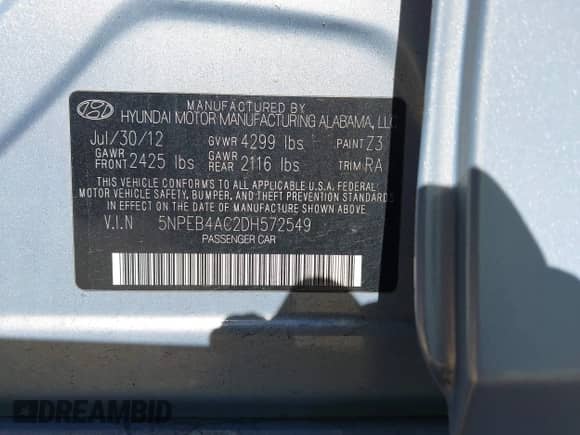 MANUFACTURED BY
HYUNDAI MOTOR MANUFACTURING ALABAMA, LLC
Jul/30/12 GVWR 4299 lbs PAINT Z3
GAWR FRONT 2425 lbs GAWR REAR 2116 lbs TRIM RA
THIS VEHICLE CONFORMS TO ALL APPLICABLE U.S.A. FEDERAL
MOTOR VEHICLE SAFETY, BUMPER, AND THEFT PREVENTION STANDARDS
IN EFFECT ON THE DATE OF MANUFACTURE SHOWN ABOVE.
V.I.N 5NPEB4AC2DH572549
PASSENGER CAR
DREAMBID